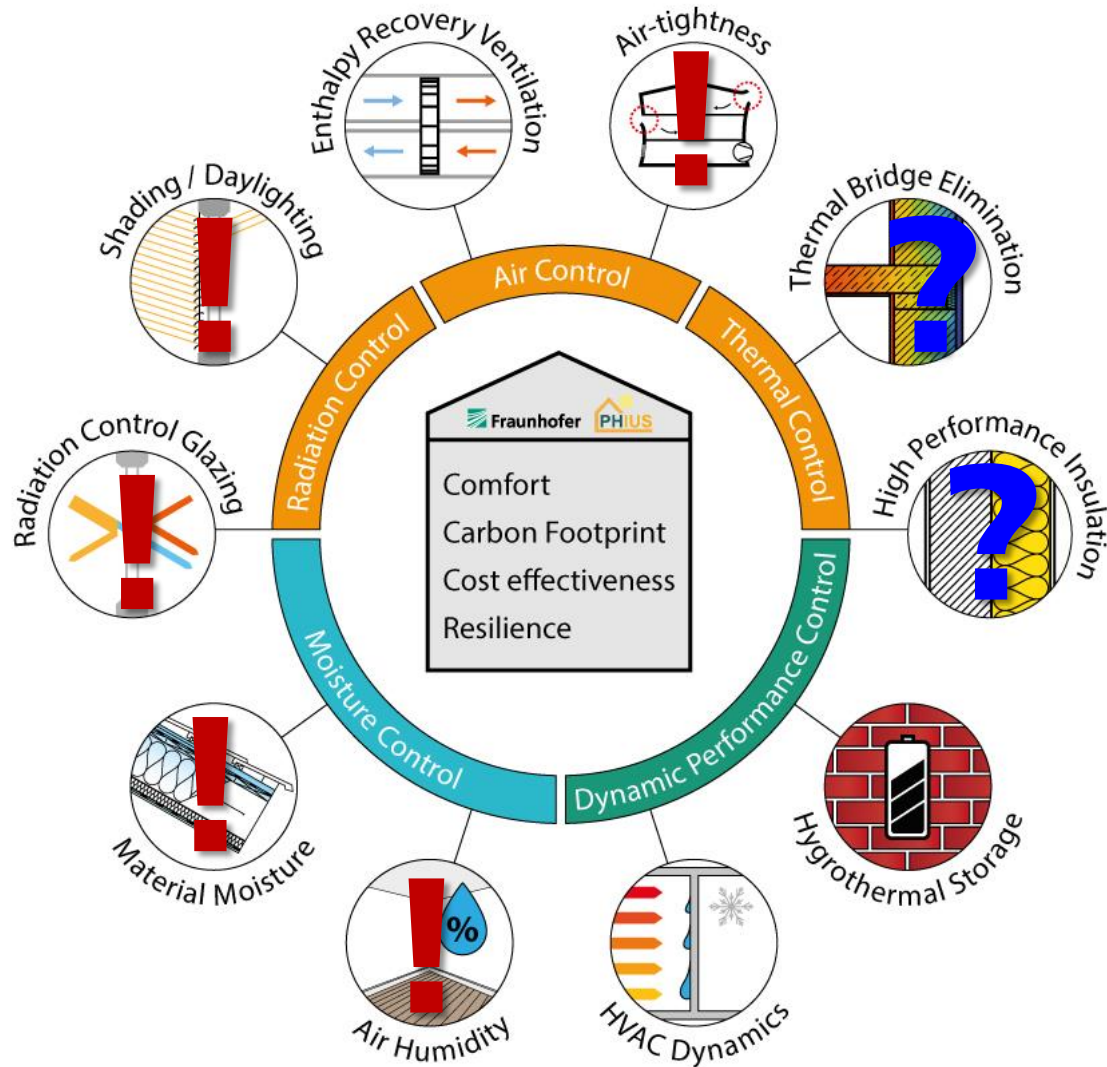 Air-tightness
Enthalpy Recovery Ventilation
Shading / Daylighting
Thermal Bridge Elimination
Air Control
Radiation Control
Thermal Control
Radiation Control Glazing
High Performance Insulation
Fraunhofer
PHIUS
Comfort
Carbon Footprint
Cost effectiveness
Resilience
Moisture Control
Dynamic Performance Control
Material Moisture
Hygrothermal Storage
%
Air Humidity
HVAC Dynamics
!
!
?
!
?
!
!